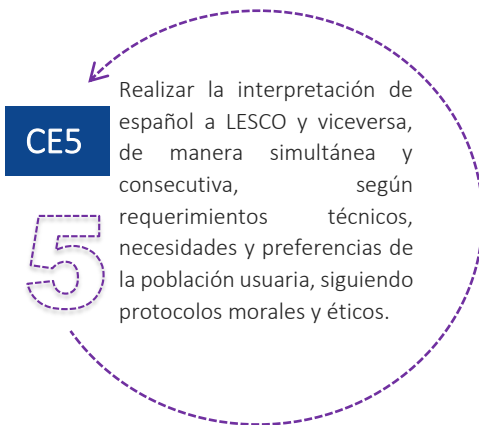 Realizar la interpretación de
español a LESCO y viceversa,
CE5
de manera simultánea y
consecutiva, según
5
requerimientos técnicos,
necesidades y preferencias de
la población usuaria, siguiendo
protocolos morales y éticos.